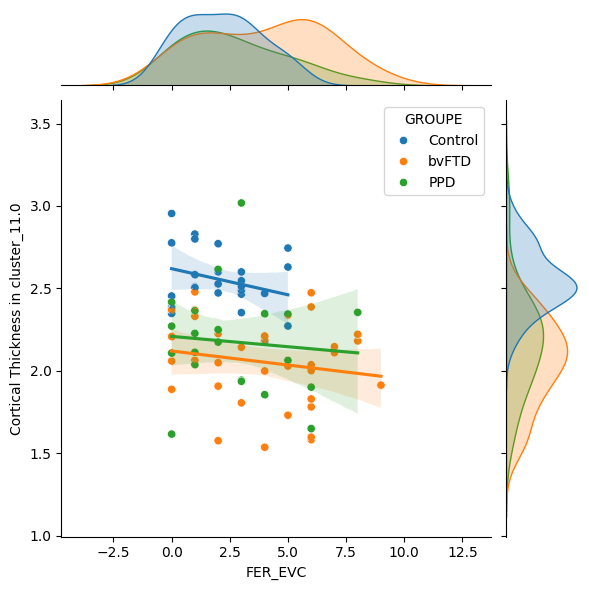 GROUPE
Control
bvFTD
PPD
Cortical Thickness in cluster_11.0
3.5
3.0
2.5
2.0
1.5
1.0
−2.5 0.0 2.5 5.0 7.5 10.0 12.5
FER_EVC